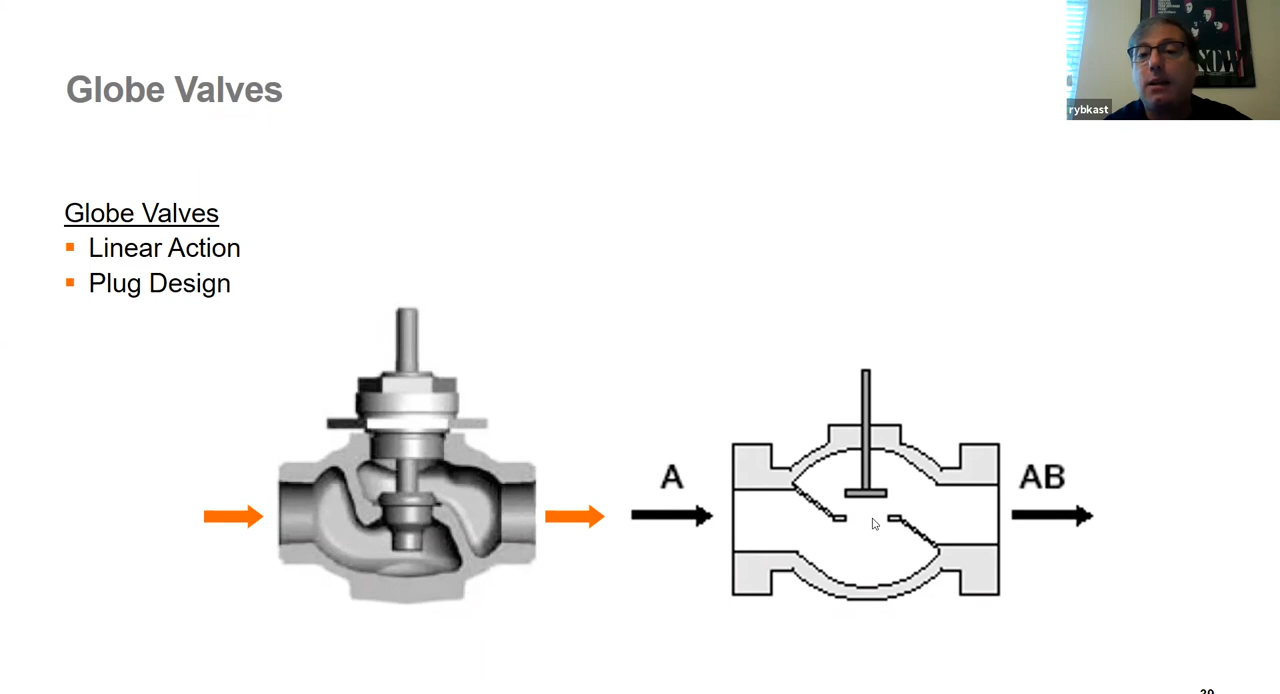 Globe Valves
rybkast
Globe Valves
Linear Action
Plug Design
A
AB